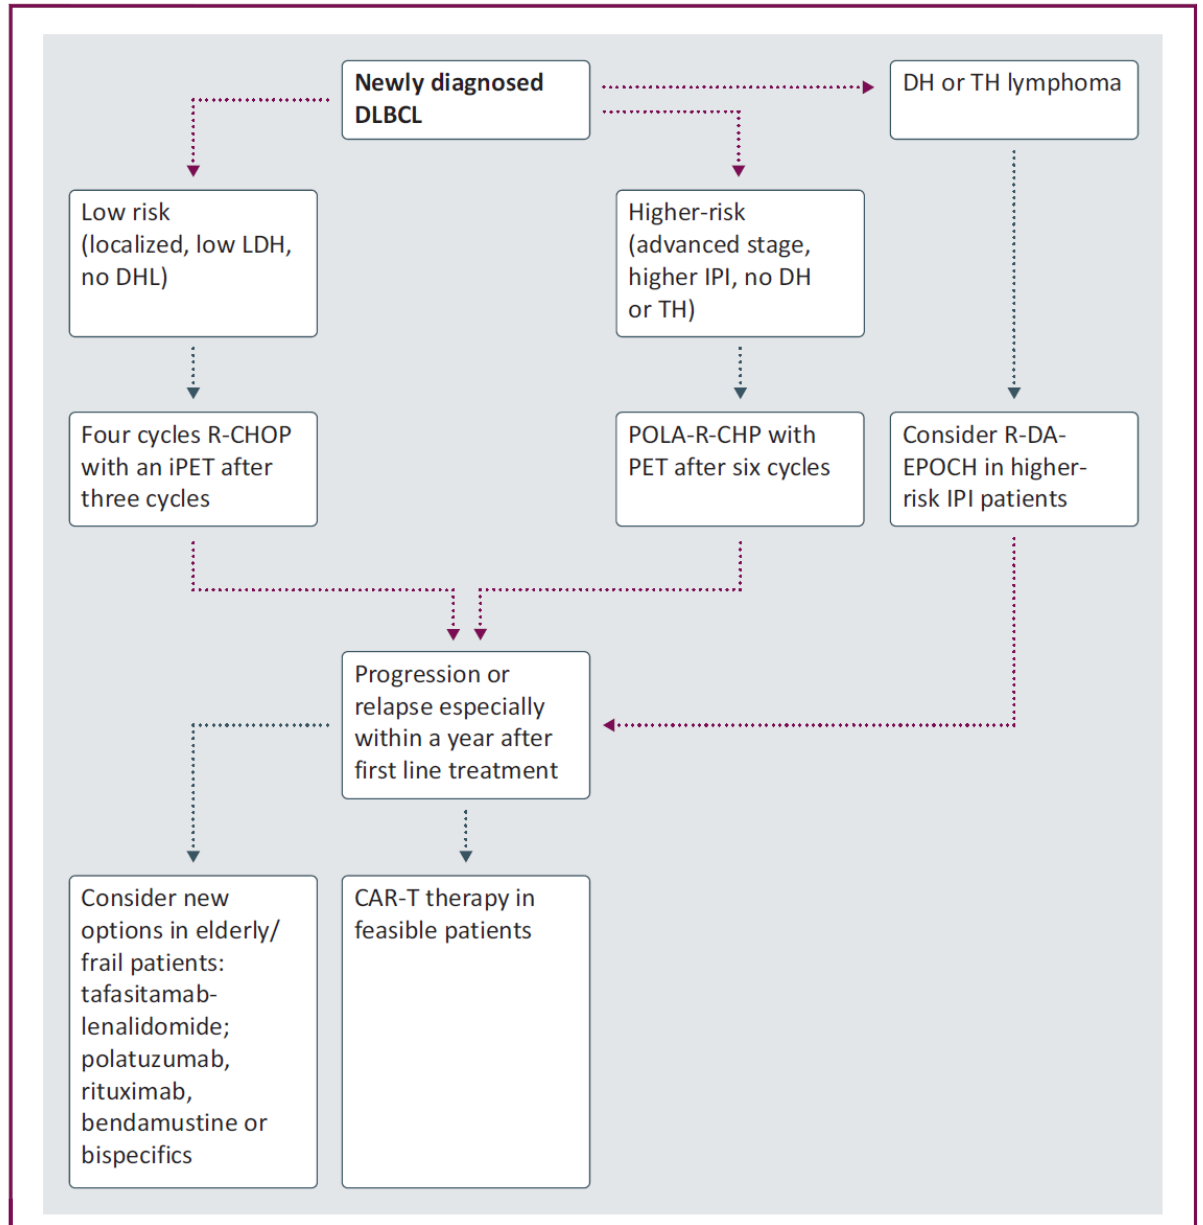 Newly diagnosed
DLBCL
DH or TH lymphoma
Low risk
(localized, low LDH,
no DHL)
Higher-risk
(advanced stage,
higher IPI, no DH
or TH)
Four cycles R-CHOP
with an iPET after
three cycles
POLA-R-CHP with
PET after six cycles
Consider R-DA-
EPOCH in higher-
risk IPI patients
Progression or
relapse especially
within a year after
first line treatment
Consider new
options in elderly/
frail patients:
tafasitamab-
lenalidomide;
polatuzumab,
rituximab,
bendamustine or
bispecifics
CAR-T therapy in
feasible patients